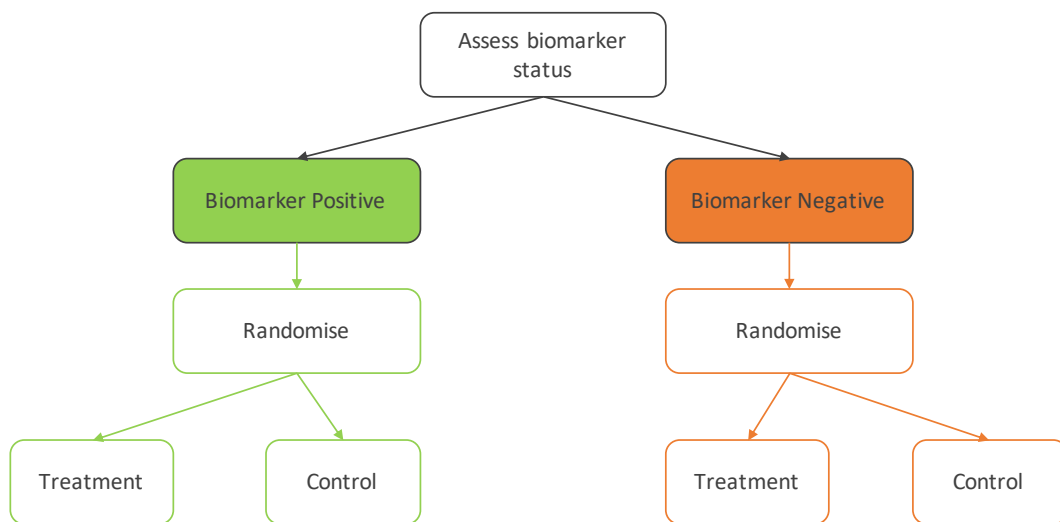 Assess biomarker
status
Biomarker Positive
Biomarker Negative
Randomise
Randomise
Treatment
Control
Treatment
Control